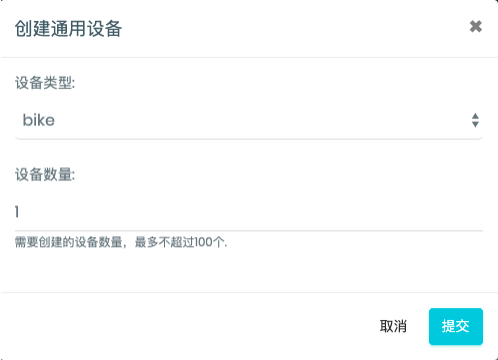 创建通用设备
设备类型:
bike
设备数量:
1
需要创建的设备数量，最多不超过100个.
取消
提交